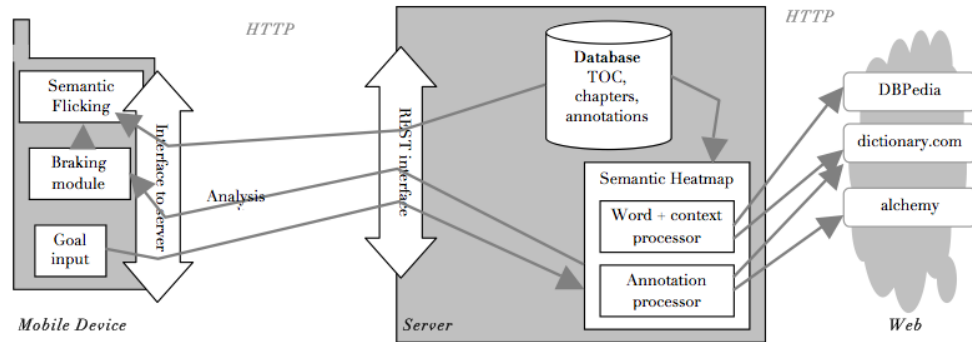 HTTP
HTTP
Semantic
Flicking
Braking
module
Goal
input
Interface to server
Analysis
REST interface
Database
TOC,
chapters,
annotations
Semantic Heatmap
Word + context
processor
Annotation
processor
DBPedia
dictionary.com
alchemy
Mobile Device
Server
Web